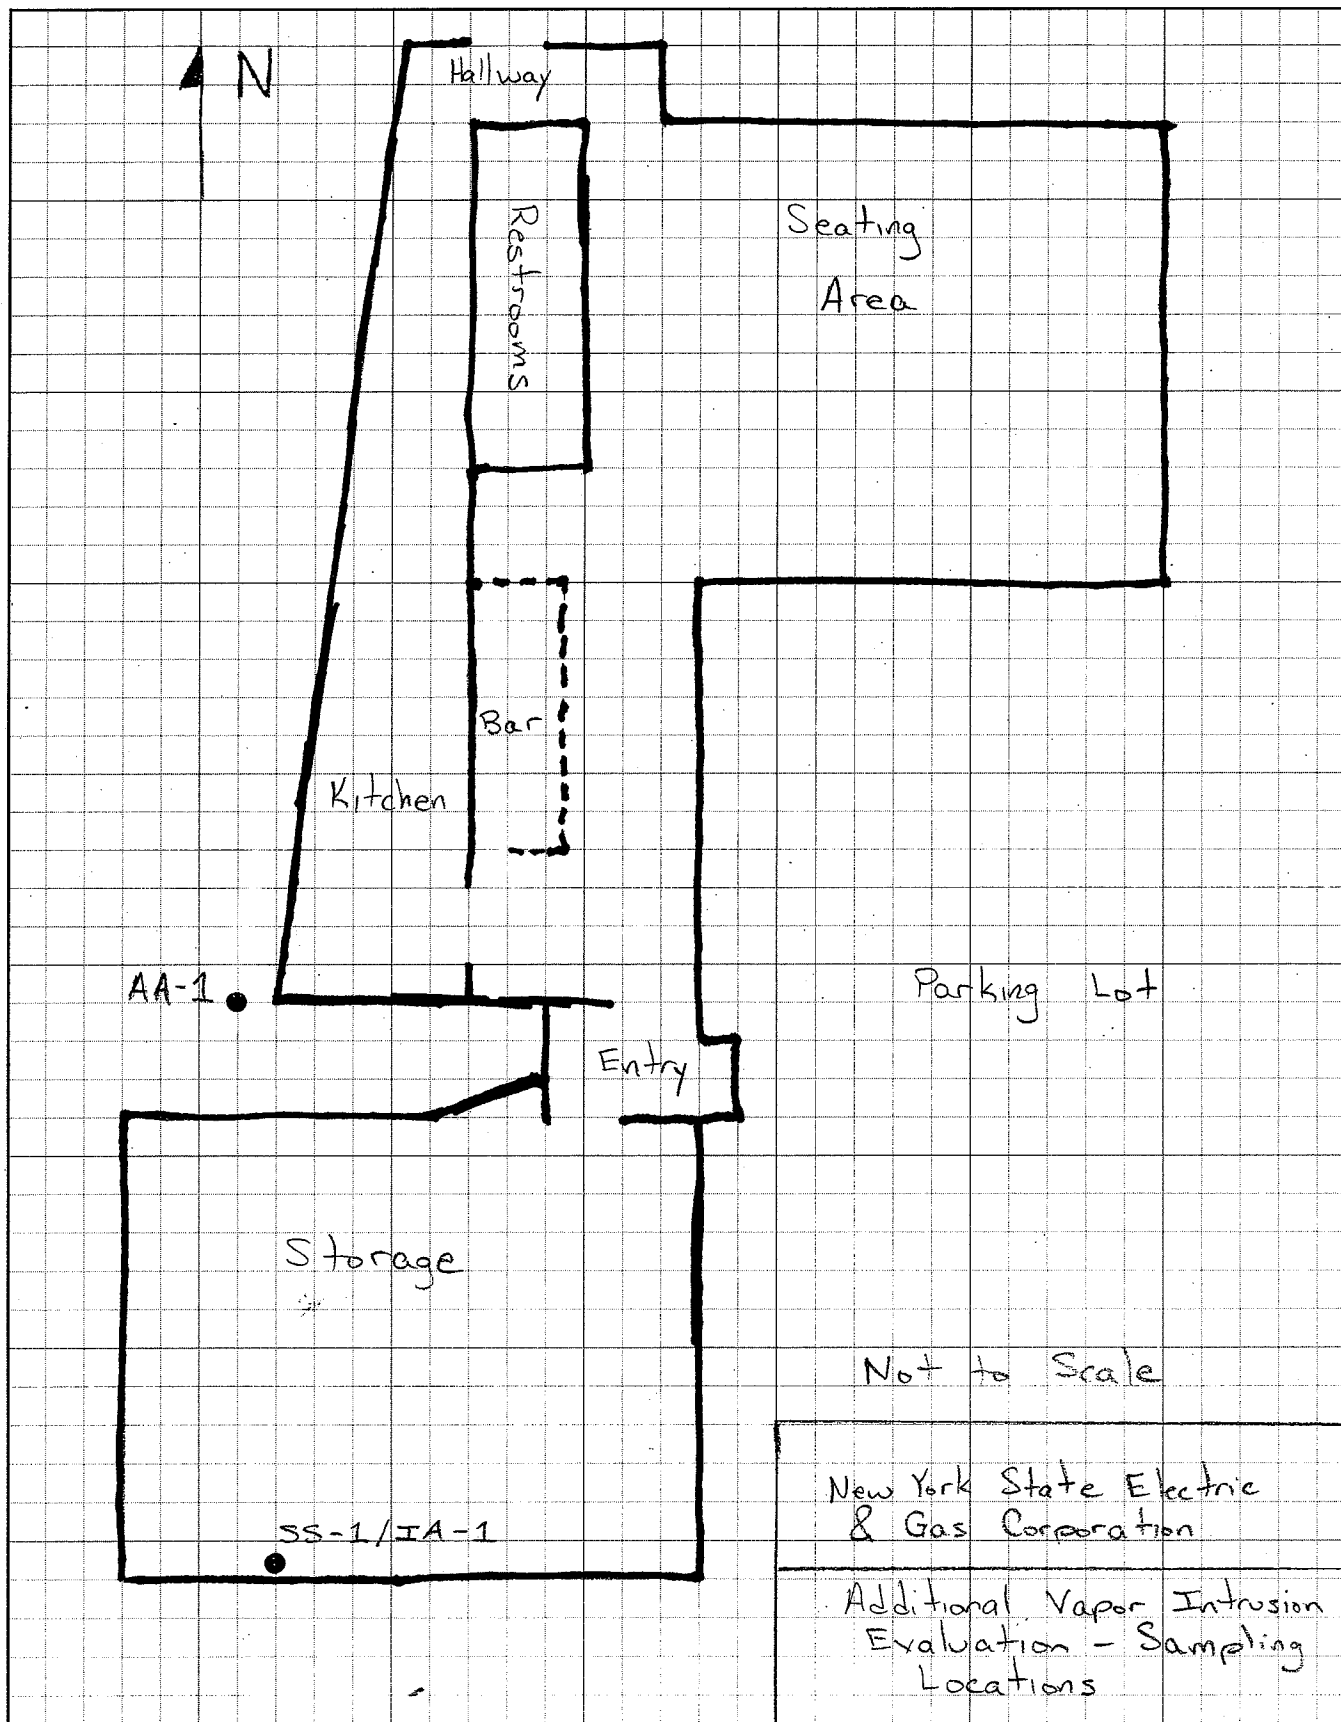 N
Hallway
Restrooms
Seating
Area
Bar
Kitchen
AA-1
Parking Lot
Entry
Storage
Not to Scale
SS-1/IA-1
New York State Electric
& Gas Corporation
Additional Vapor Intrusion
Evaluation - Sampling
Locations